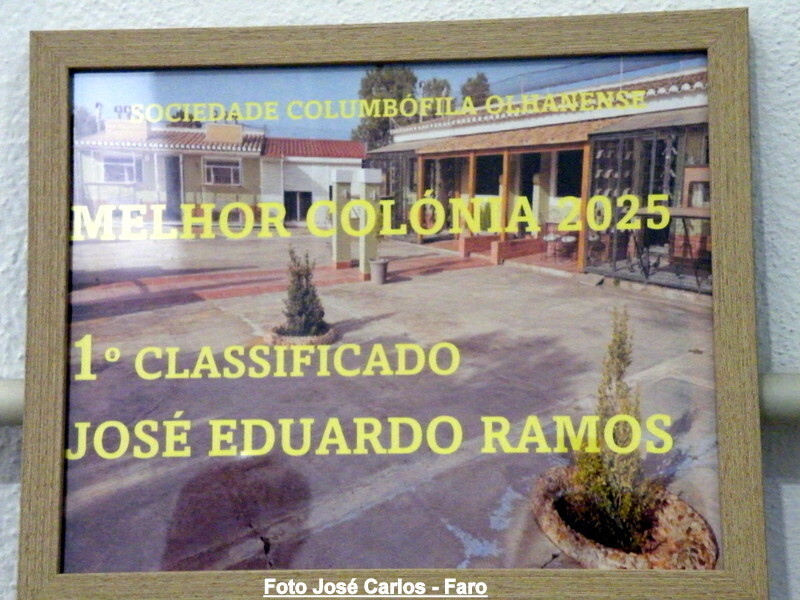 SOCIEDADE COLUMBÓFILA OLHANENSE
MELHOR COLÓNIA 2025
1º CLASSIFICADO
JOSÉ EDUARDO RAMOS
Foto José Carlos - Faro